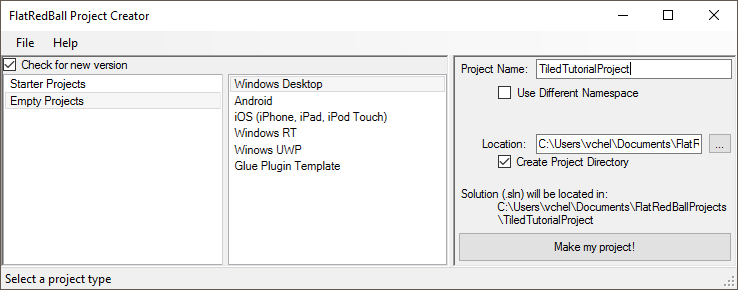 FlatRedBall Project Creator
File Help
Check for new version
Starter Projects
Empty Projects
Windows Desktop
Android
iOS (iPhone, iPad, iPod Touch)
Windows RT
Winows UWP
Glue Plugin Template
Project Name: TiledTutorialProject
Use Different Namespace
Location: C:\Users\vchel\Documents\FlatR
...
Create Project Directory
Solution (.sln) will be located in:
C:\Users\vchel\Documents\FlatRedBallProjects
\TiledTutorialProject
Make my project!
Select a project type